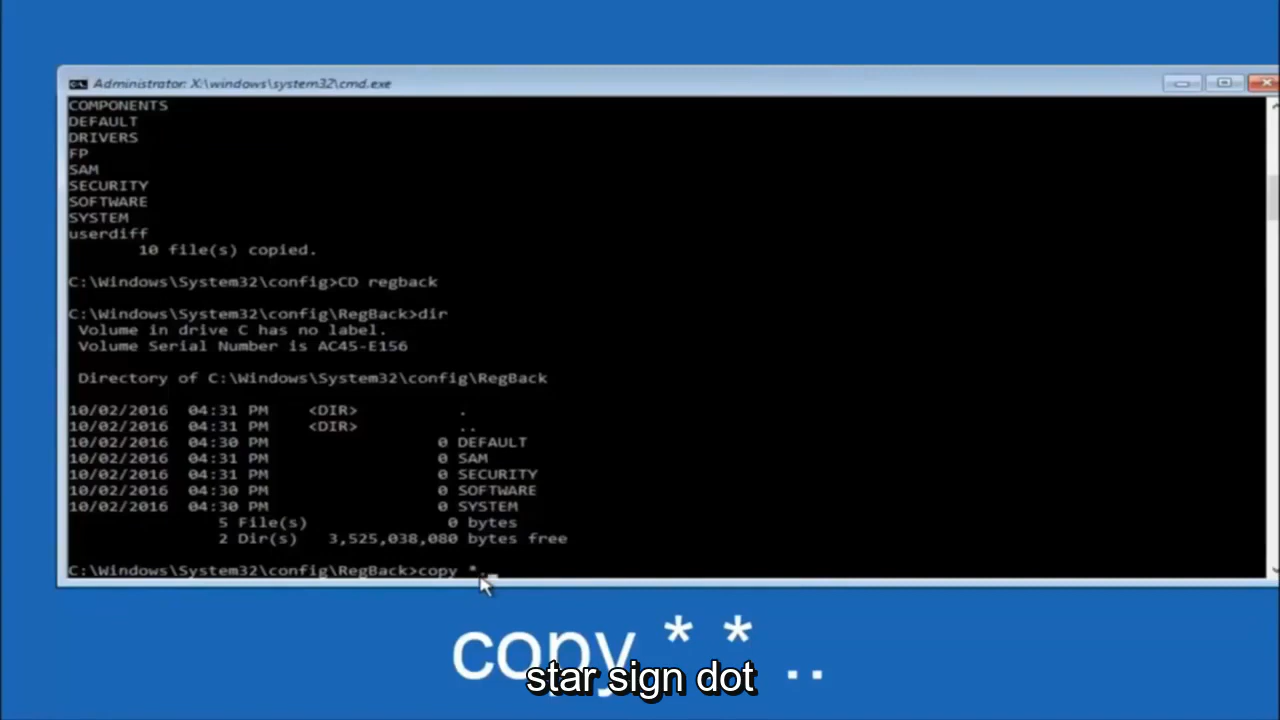 Administrator: X:\windows\system32\cmd.exe
COMPONENTS
DEFAULT
DRIVERS
FP
SAM
SECURITY
SOFTWARE
SYSTEM
userdiff
10 file(s) copied.
C:\Windows\System32\config>CD regback
C:\Windows\System32\config\RegBack>dir
Volume in drive C has no label.
Volume Serial Number is AC45-E156
Directory of C:\Windows\System32\config\RegBack
10/02/2016 04:31 PM <DIR> .
10/02/2016 04:31 PM <DIR> ..
10/02/2016 04:30 PM 0 DEFAULT
10/02/2016 04:31 PM 0 SAM
10/02/2016 04:31 PM 0 SECURITY
10/02/2016 04:30 PM 0 SOFTWARE
10/02/2016 04:30 PM 0 SYSTEM
5 File(s) 0 bytes
2 Dir(s) 3,525,038,080 bytes free
C:\Windows\System32\config\RegBack>copy *._
copy * * ..
star sign dot